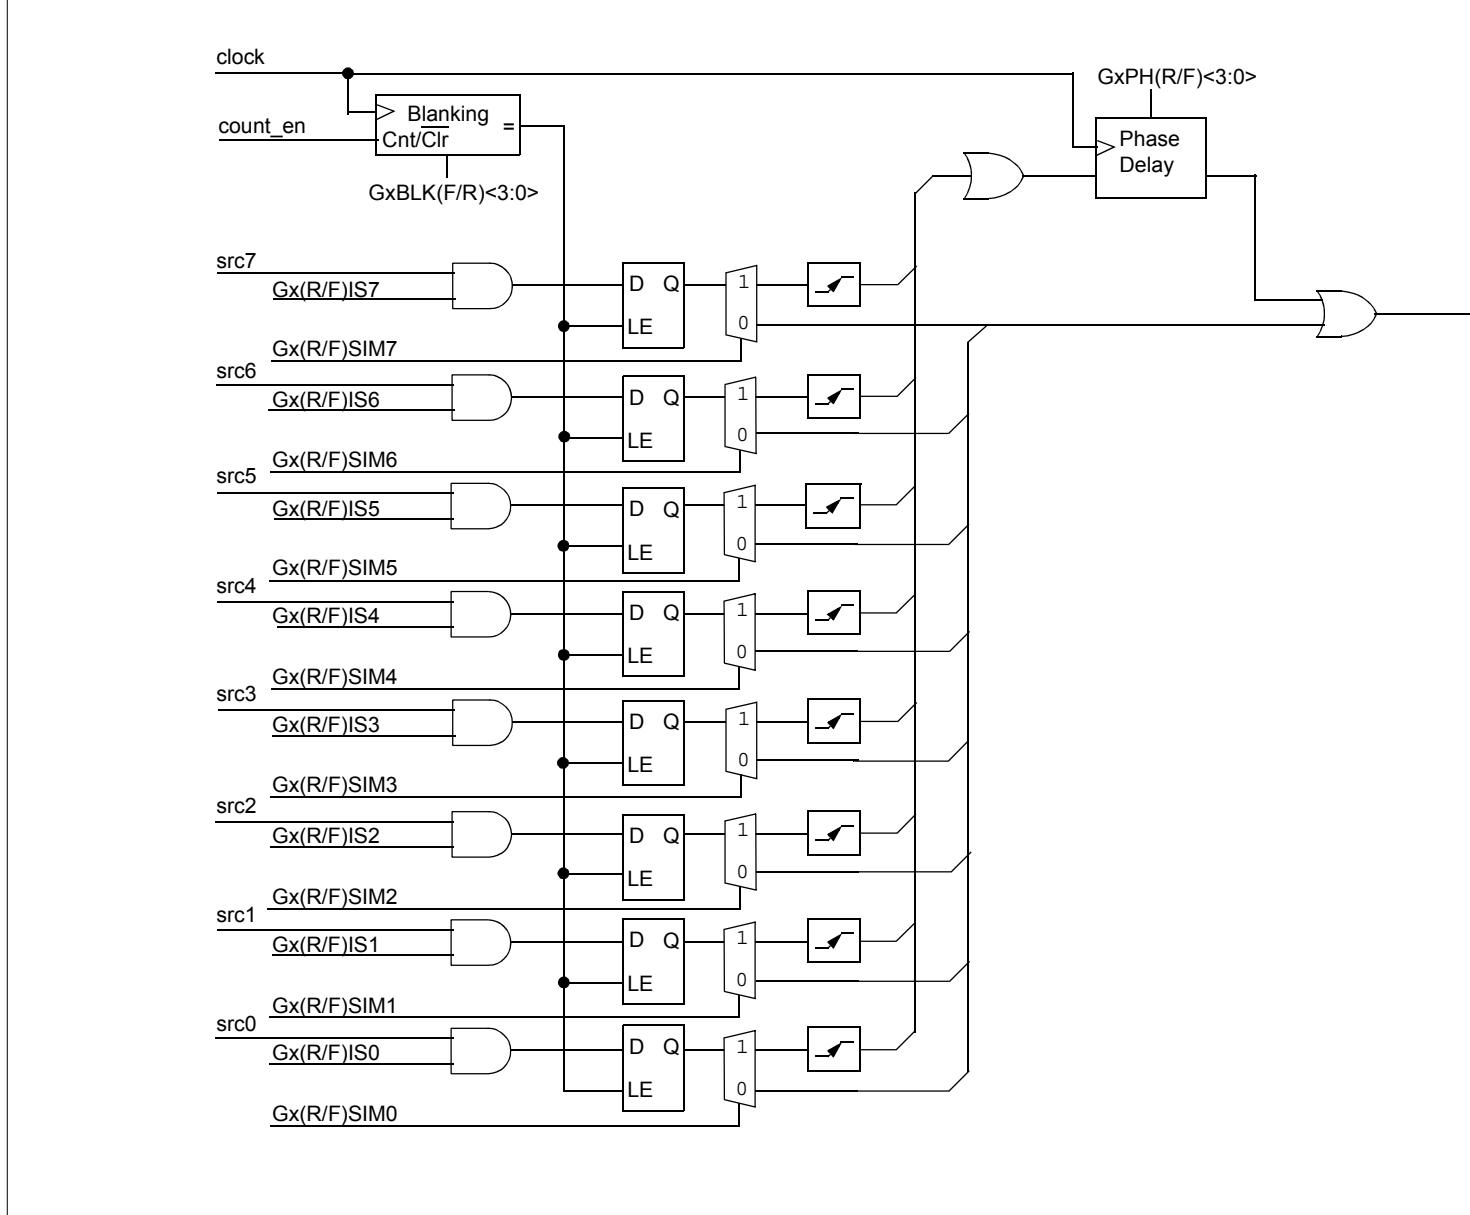 clock
GxPH(R/F)<3:0>
Blanking
=
count_en
Cnt/Clr
Phase
Delay
GxBLK(F/R)<3:0>
src7
Gx(R/F)IS7
D Q
1
LE
0
Gx(R/F)SIM7
src6
Gx(R/F)IS6
D Q
1
LE
0
Gx(R/F)SIM6
src5
Gx(R/F)IS5
D Q
1
LE
0
Gx(R/F)SIM5
src4
Gx(R/F)IS4
D Q
1
LE
0
Gx(R/F)SIM4
src3
Gx(R/F)IS3
D Q
1
LE
0
Gx(R/F)SIM3
src2
Gx(R/F)IS2
D Q
1
LE
0
Gx(R/F)SIM2
src1
Gx(R/F)IS1
D Q
1
LE
0
Gx(R/F)SIM1
src0
Gx(R/F)IS0
D Q
1
LE
0
Gx(R/F)SIM0